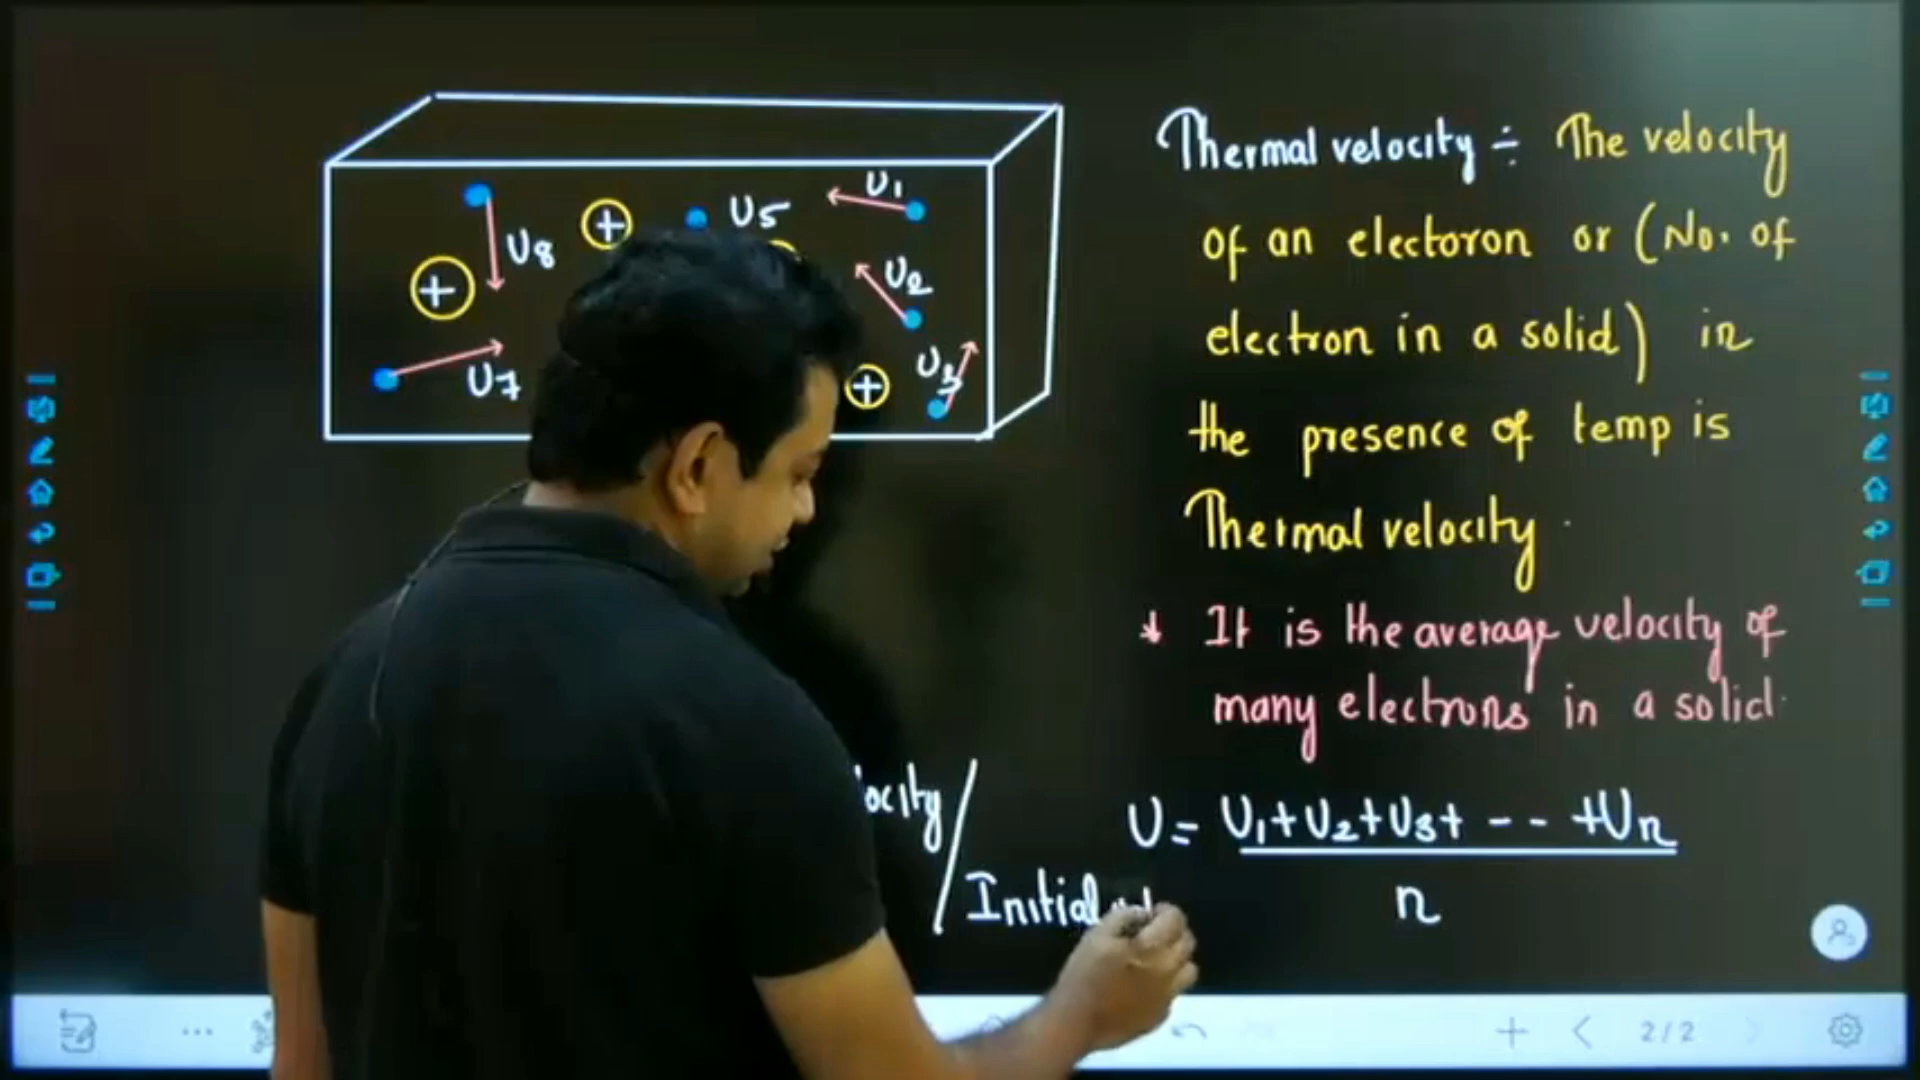 U1
U5
U8
U2
U3
U7
+
+
+
Thermal velocity ÷ The velocity
of an electoron or (No. of
electron in a solid) in
the presence of temp is
Thermal velocity.
* It is the average velocity of
many electrons in a solid.
ocity /
Initial
U = U1+U2+U3+ - - +Un
n
2/2